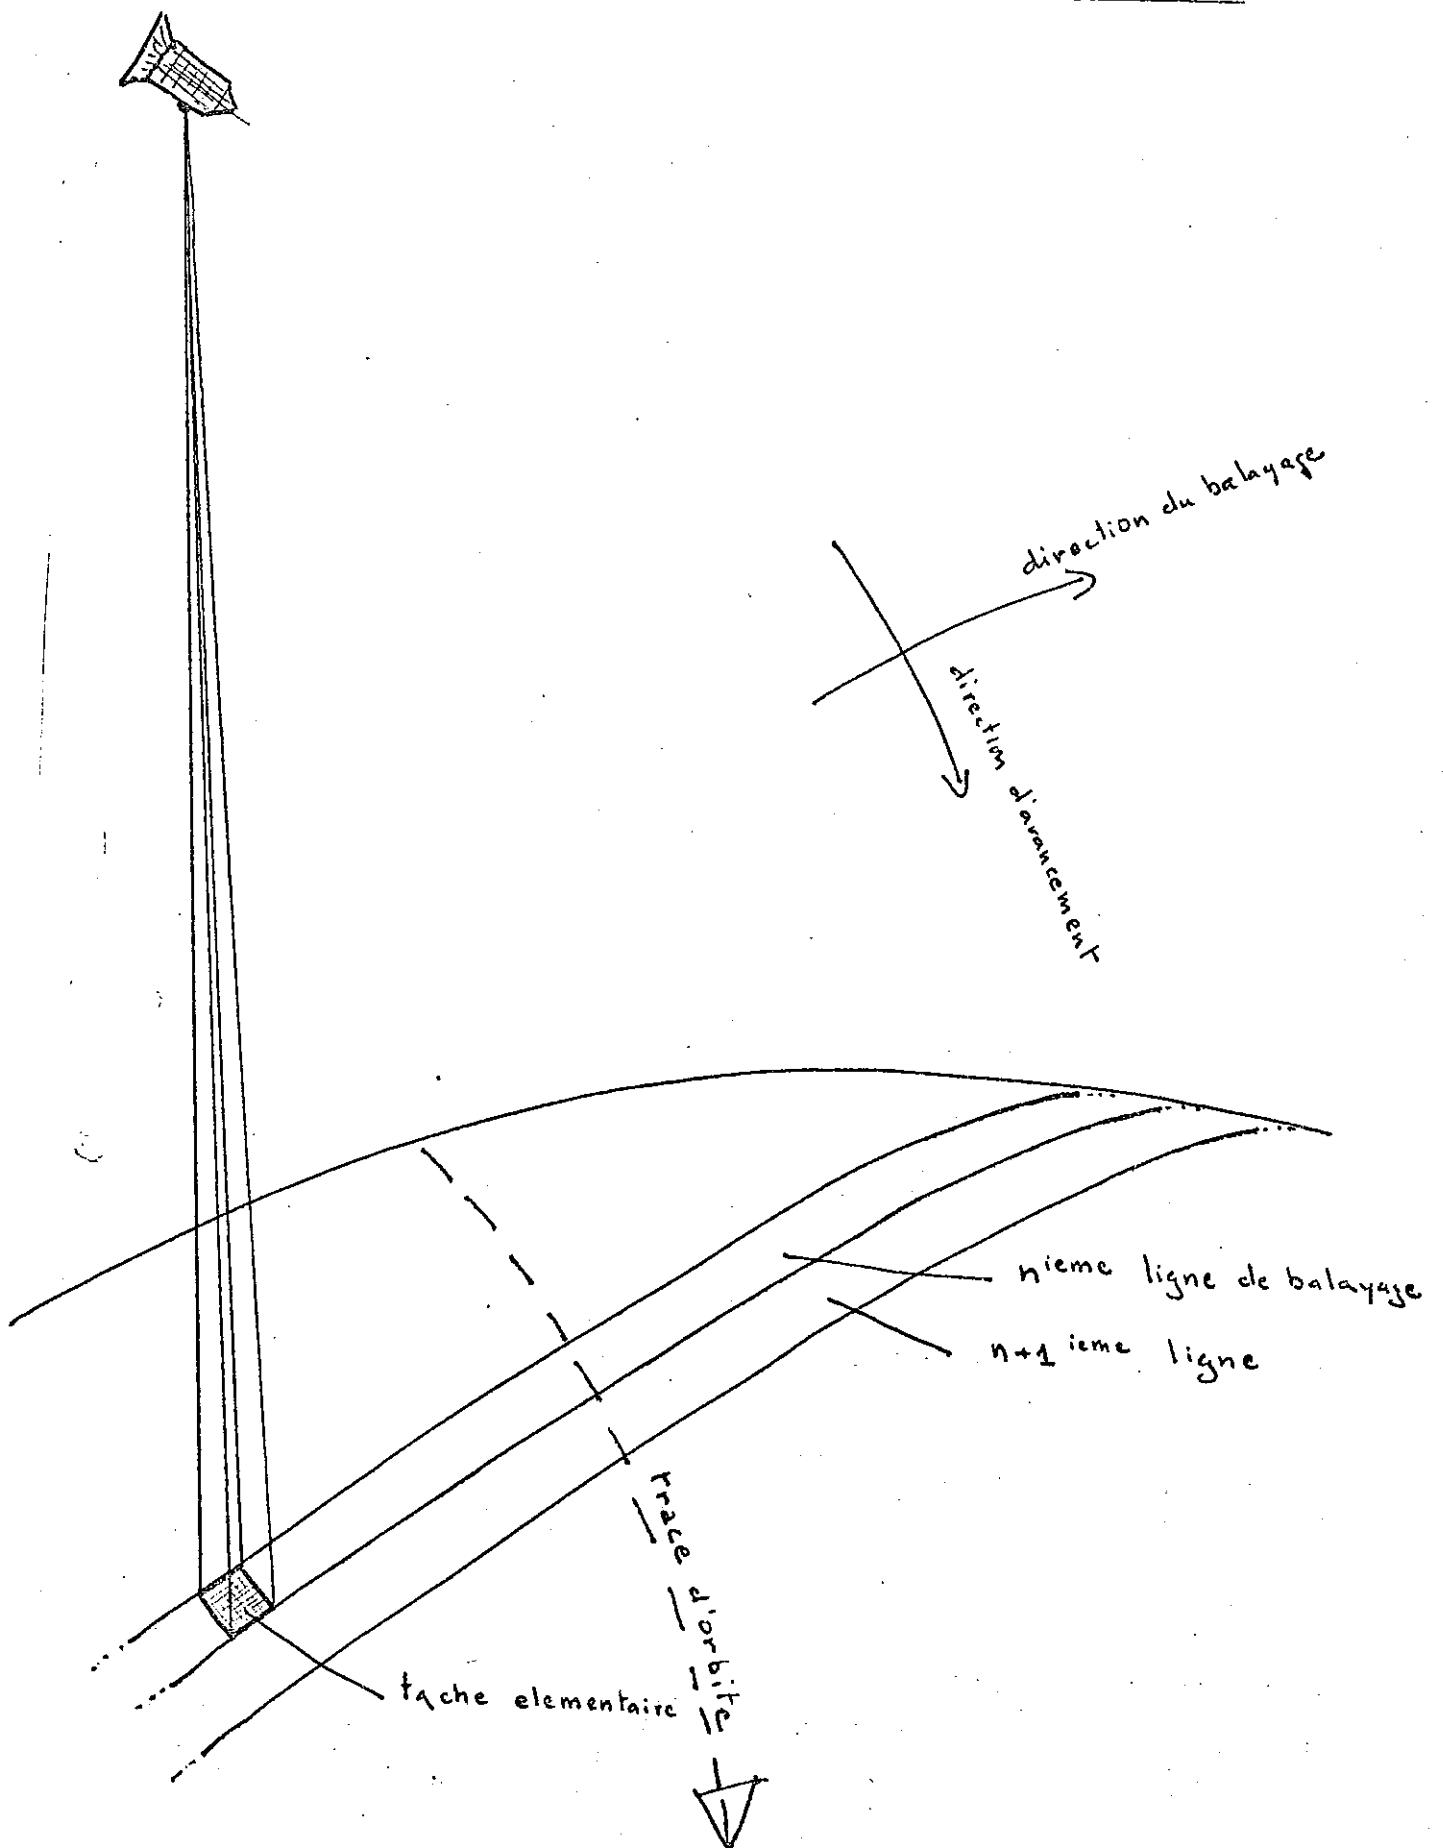 direction du balayage
direction d'avancement
nieme ligne de balayage
n+1 ieme ligne
trace d'orbite
tache elementaire